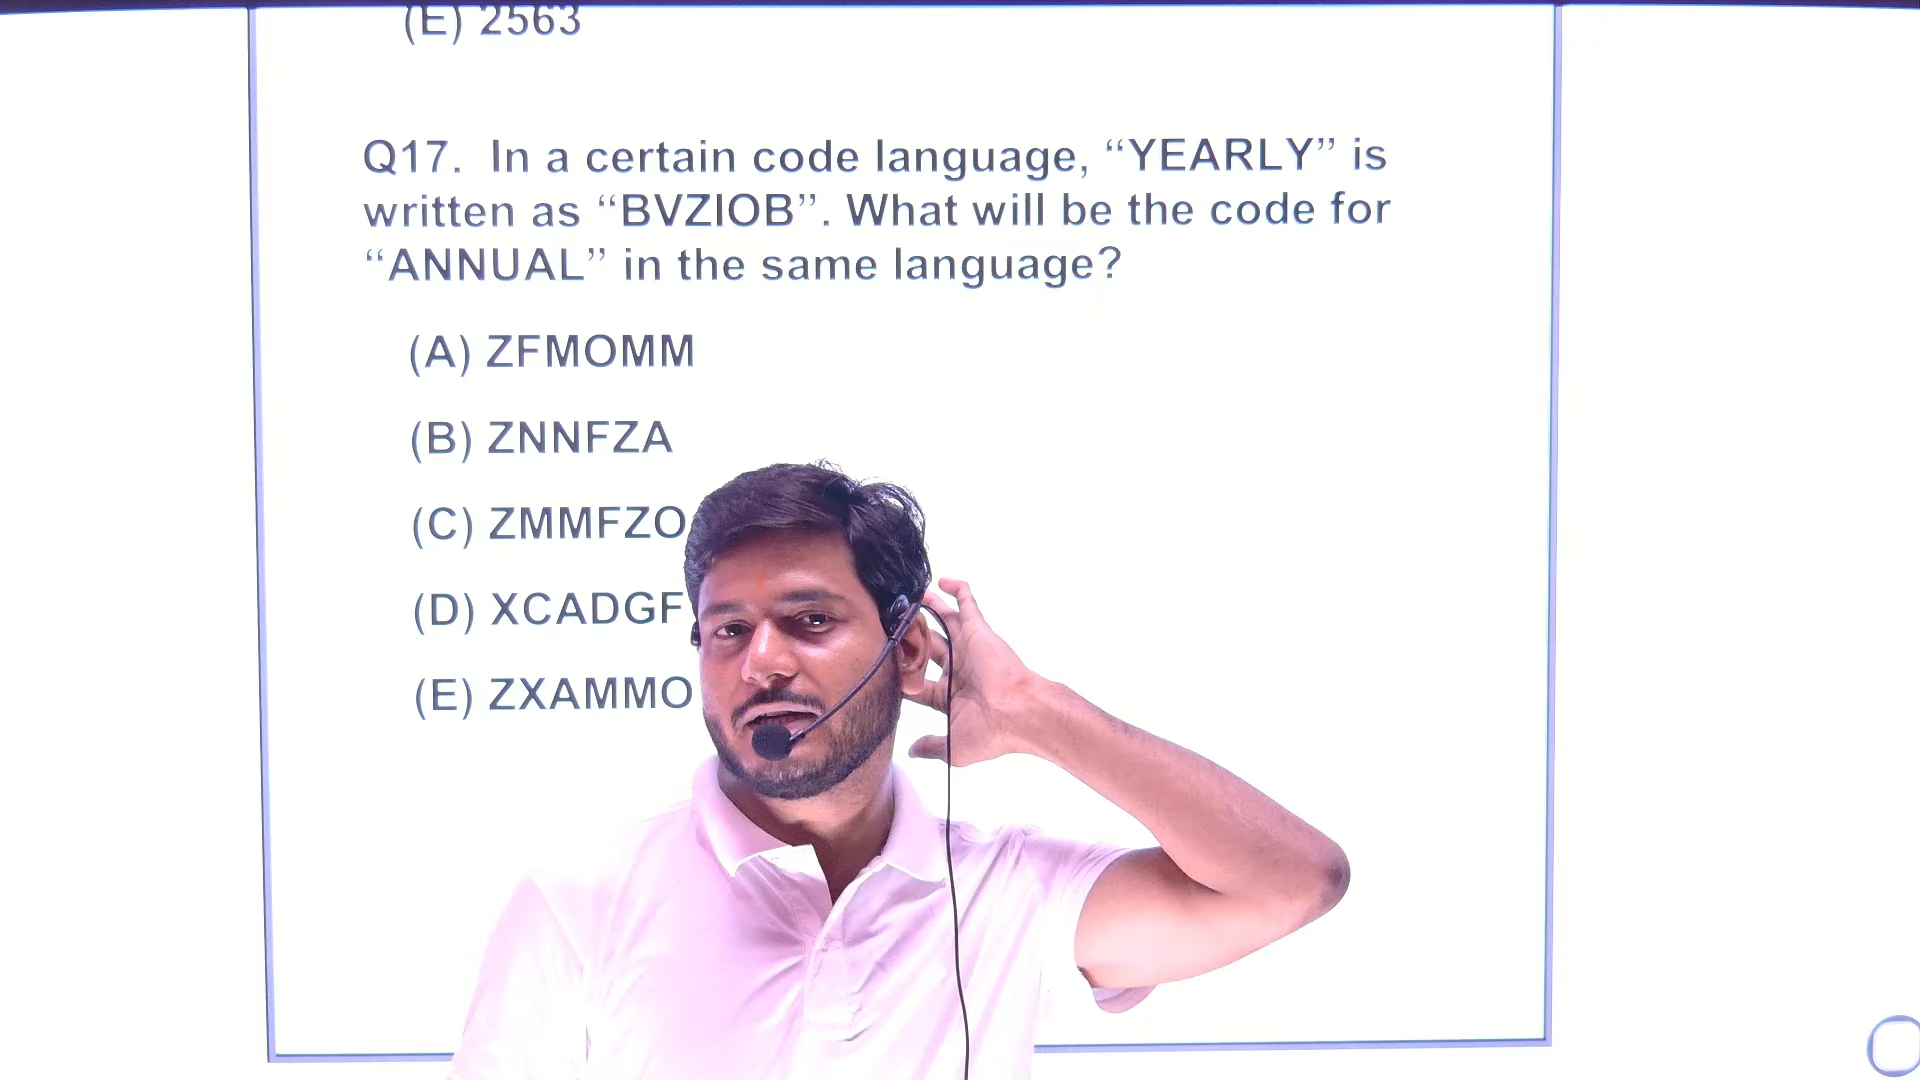 (E) 2563
Q17. In a certain code language, “YEARLY” is
written as “BVZIOB”. What will be the code for
“ANNUAL” in the same language?
(A) ZFMOMM
(B) ZNNFZA
(C) ZMMFZO
(D) XCADGF
(E) ZXAMMO